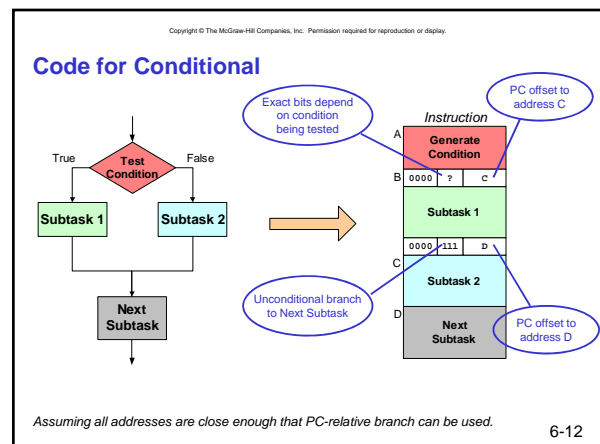 Copyright © The McGraw-Hill Companies, Inc. Permission required for reproduction or display.
Code for Conditional
True
Test
Condition
False
Subtask 1
Subtask 2
Next
Subtask
Exact bits depend
on condition
being tested
PC offset to
address C
Instruction
A
Generate
Condition
B
0000 ? C
Subtask 1
0000 111 D
C
Subtask 2
D
Next
Subtask
Unconditional branch
to Next Subtask
PC offset to
address D
Assuming all addresses are close enough that PC-relative branch can be used.
6-12